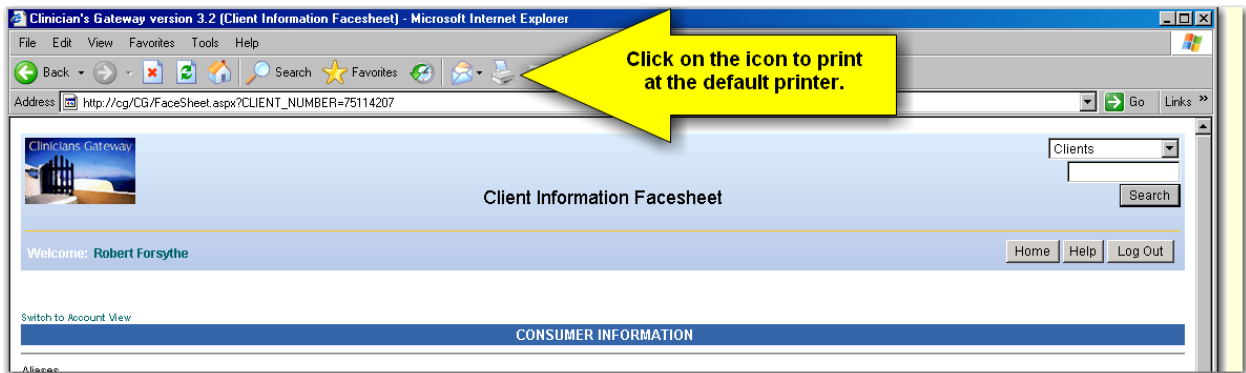 Clinician's Gateway version 3.2 (Client Information Facesheet) - Microsoft Internet Explorer
File Edit View Favorites Tools Help
Back Search Favorites
Click on the icon to print
at the default printer.
Address http://cg/CG/FaceSheet.aspx?CLIENT_NUMBER=75114207 Go Links »
Clinicians Gateway
Clients
Client Information Facesheet
Search
Welcome: Robert Forsythe
Home Help Log Out
Switch to Account View
CONSUMER INFORMATION
Aliases